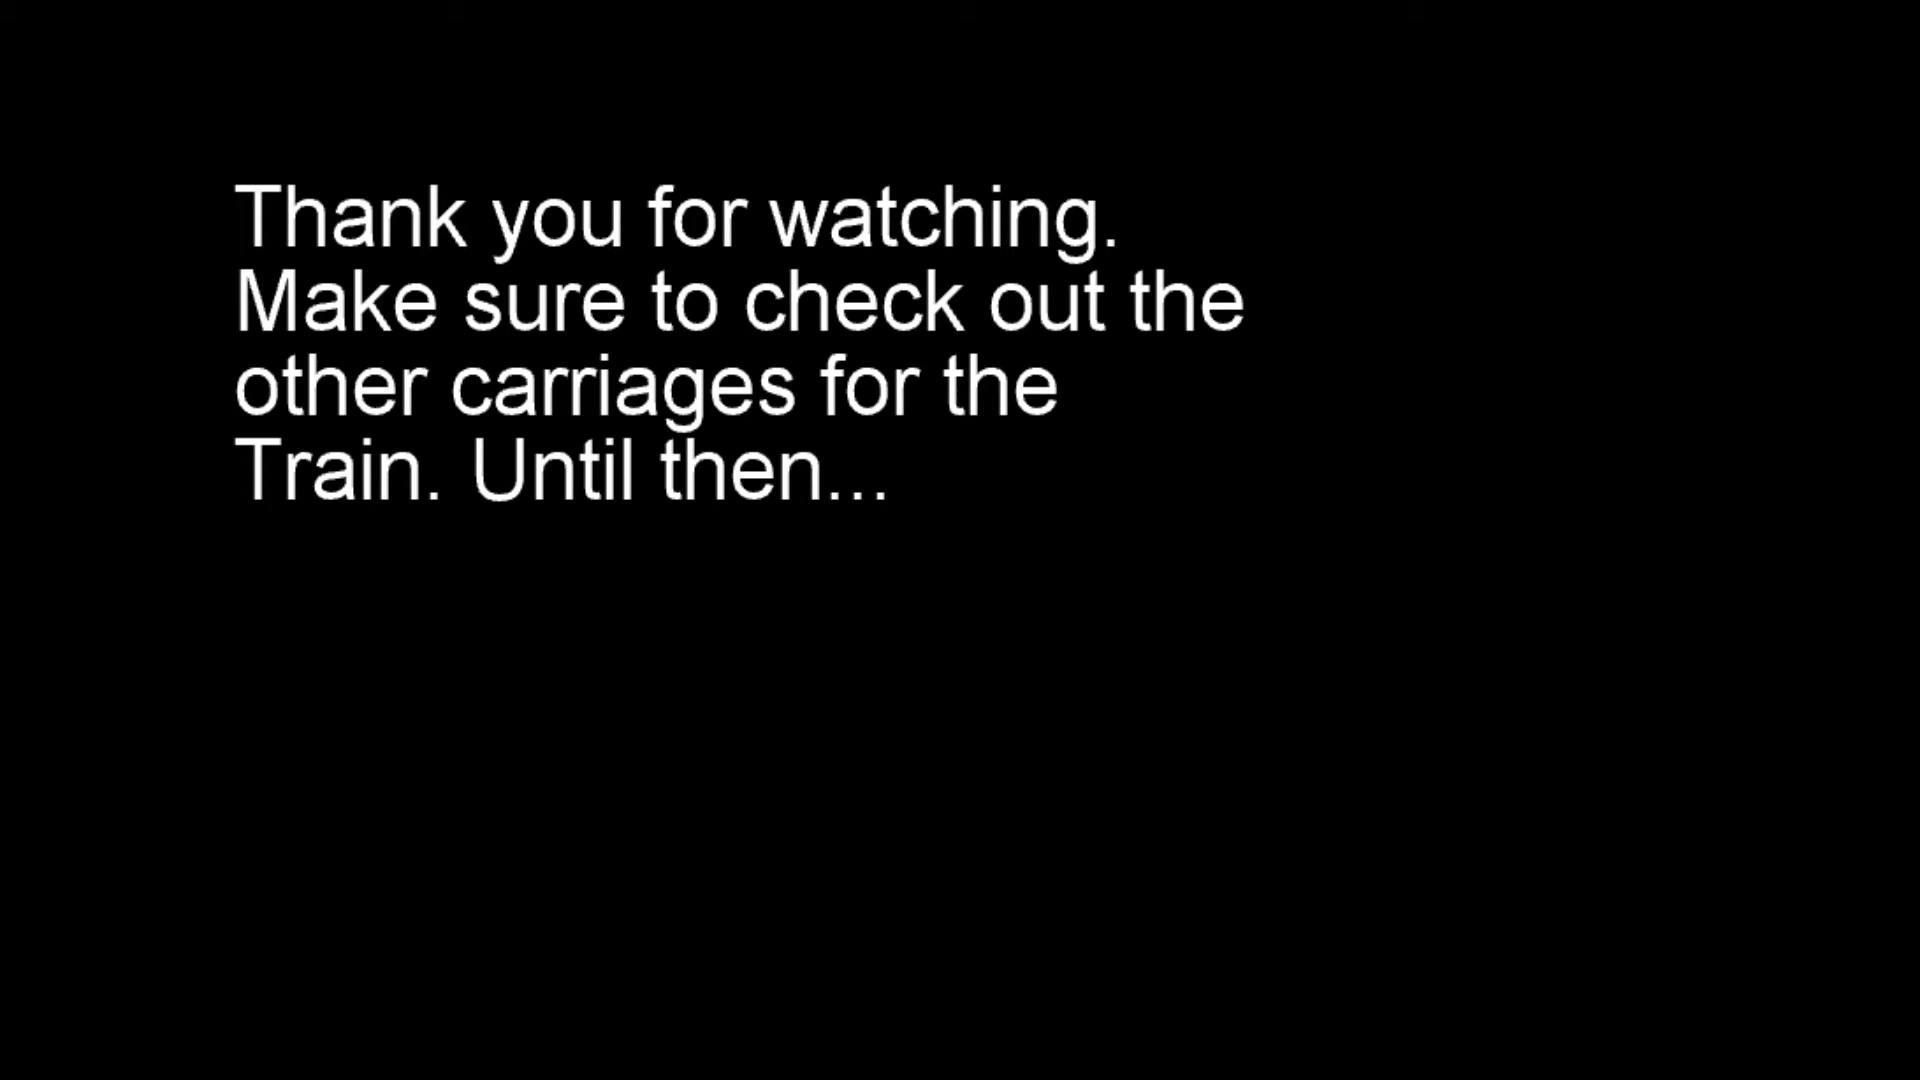 Thank you for watching.
Make sure to check out the
other carriages for the
Train. Until then...